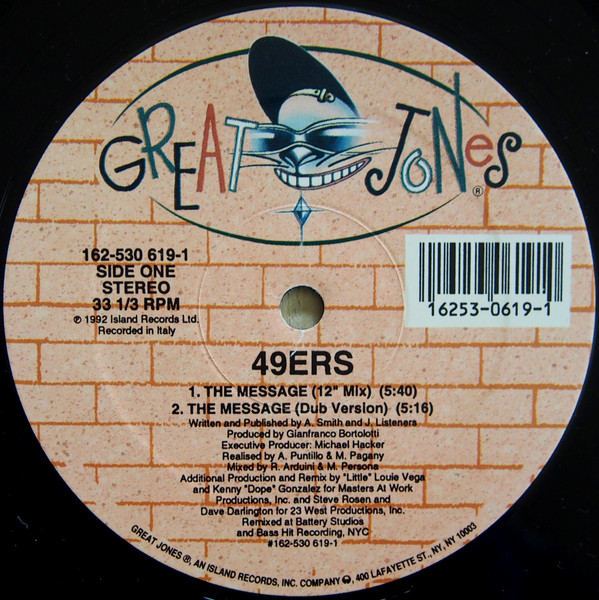 GREAT JONES ®
162-530 619-1
SIDE ONE
STEREO
33 1/3 RPM
℗ 1992 Island Records Ltd.
Recorded in Italy
16253-0619-1
49ERS
1. THE MESSAGE (12" Mix) (5:40)
2. THE MESSAGE (Dub Version) (5:16)
Written and Published by A. Smith and J. Listeners
Produced by Gianfranco Bortolotti
Executive Producer: Michael Hacker
Realised by A. Puntillo & M. Pagany
Mixed by R. Arduini & M. Persona
Additional Production and Remix by "Little" Louie Vega
and Kenny "Dope" Gonzalez for Masters At Work
Productions, Inc. and Steve Rosen and
Dave Darlington for 23 West Productions, Inc.
Remixed at Battery Studios
and Bass Hit Recording, NYC
#162-530 619-1
GREAT JONES ®, AN ISLAND RECORDS, INC. COMPANY, 400 LAFAYETTE ST., NY, NY 10003